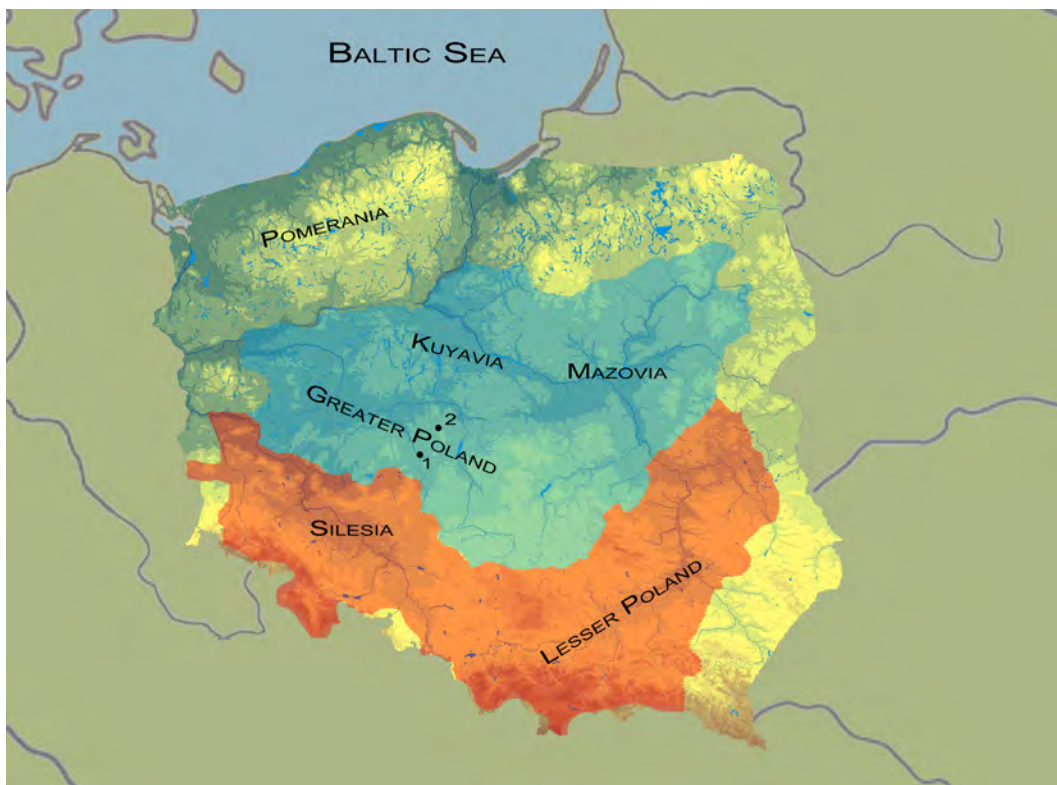 Baltic Sea
Pomerania
Kuyavia
Mazovia
Greater Poland
2
1
Silesia
Lesser Poland